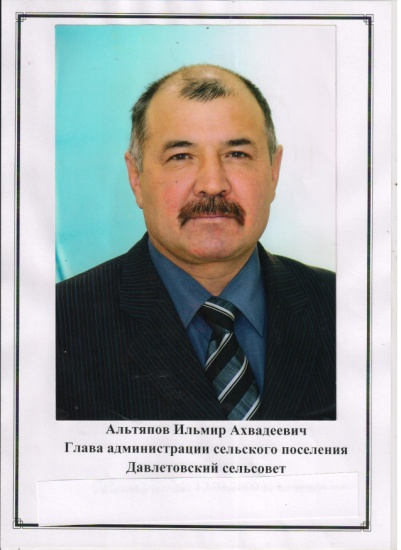 Альтяпов Ильмир Ахвадеевич
Глава администрации сельского поселения
Давлетовский сельсовет